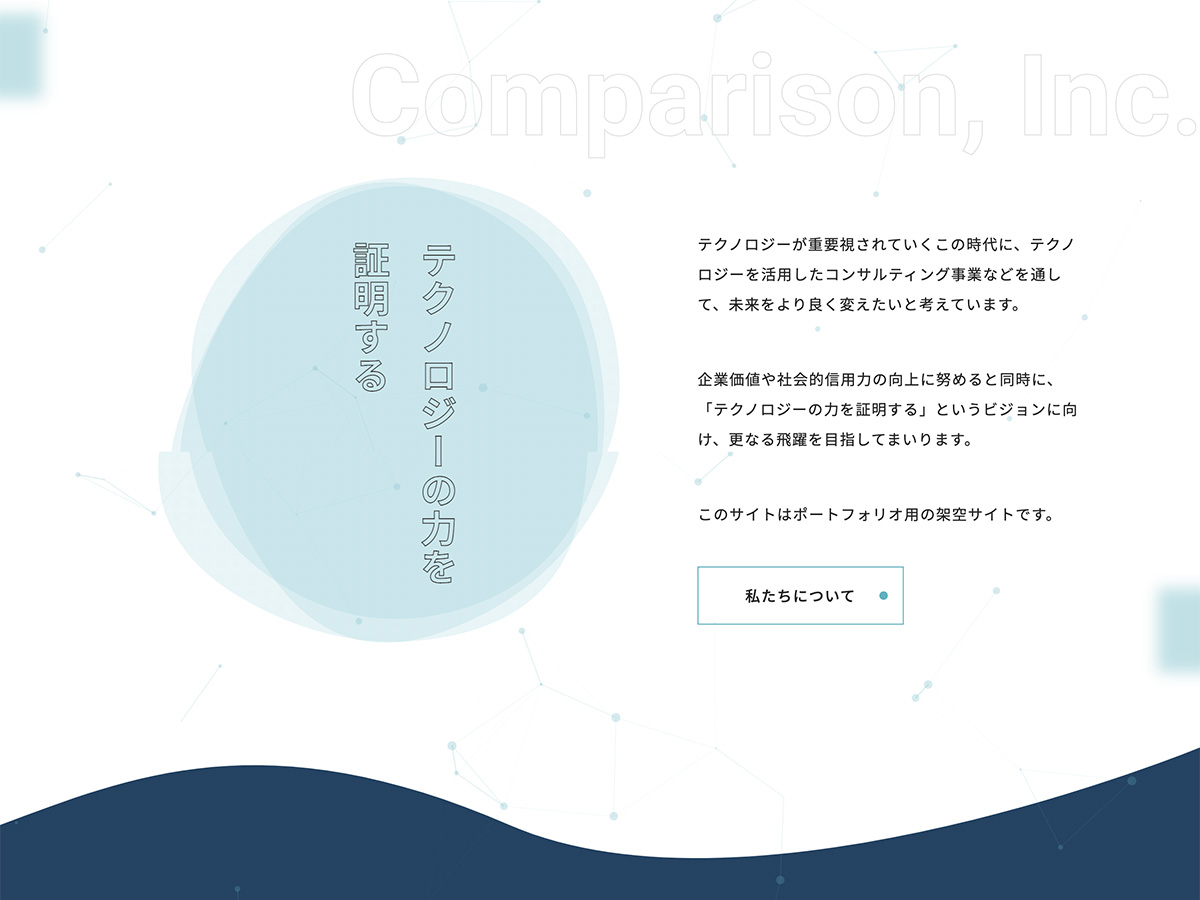 Comparison, Inc.
テクノロジーの力を
証明する
テクノロジーが重要視されていくこの時代に、テクノ
ロジーを活用したコンサルティング事業などを通し
て、未来をより良く変えたいと考えています。
企業価値や社会的信用力の向上に努めると同時に、
「テクノロジーの力を証明する」というビジョンに向
け、更なる飛躍を目指してまいります。
このサイトはポートフォリオ用の架空サイトです。
私たちについて